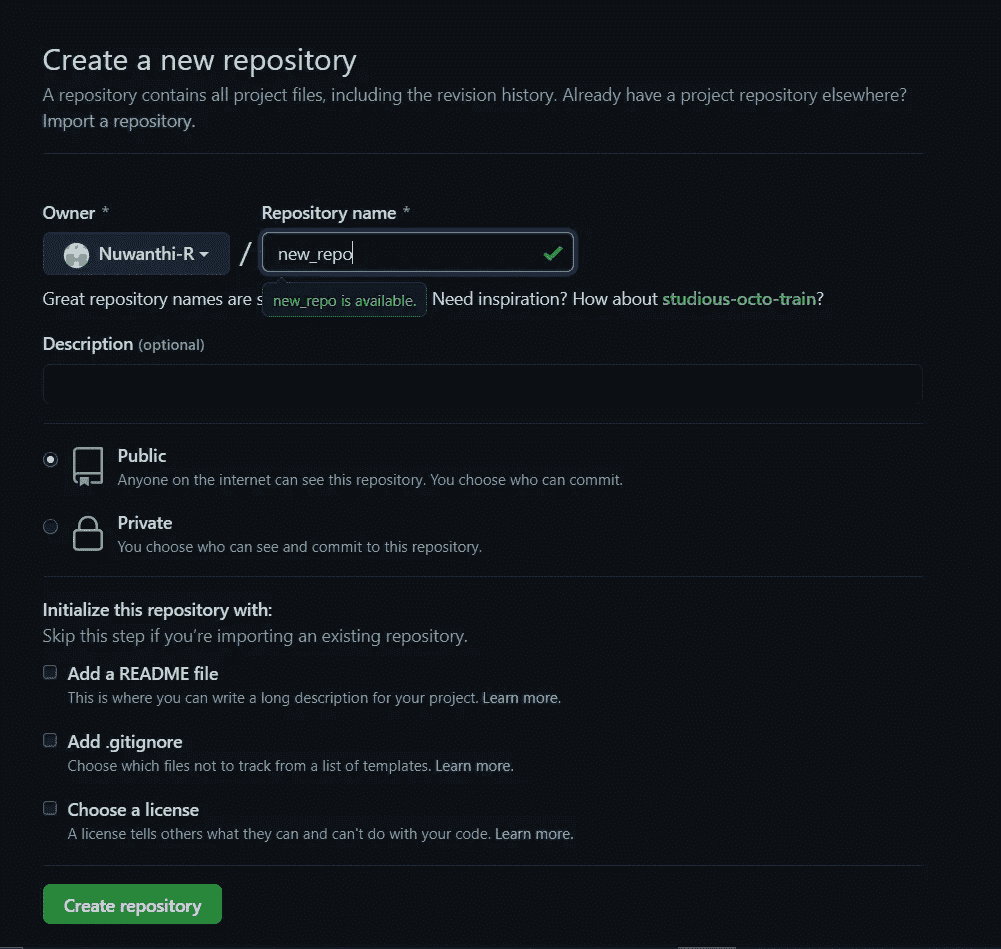 Create a new repository
A repository contains all project files, including the revision history. Already have a project repository elsewhere?
Import a repository.
Owner *
Repository name *
Nuwanthi-R
/
new_repo
Great repository names are s
new_repo is available.
Need inspiration? How about studious-octo-train?
Description (optional)
Public
Anyone on the internet can see this repository. You choose who can commit.
Private
You choose who can see and commit to this repository.
Initialize this repository with:
Skip this step if you’re importing an existing repository.
Add a README file
This is where you can write a long description for your project. Learn more.
Add .gitignore
Choose which files not to track from a list of templates. Learn more.
Choose a license
A license tells others what they can and can't do with your code. Learn more.
Create repository